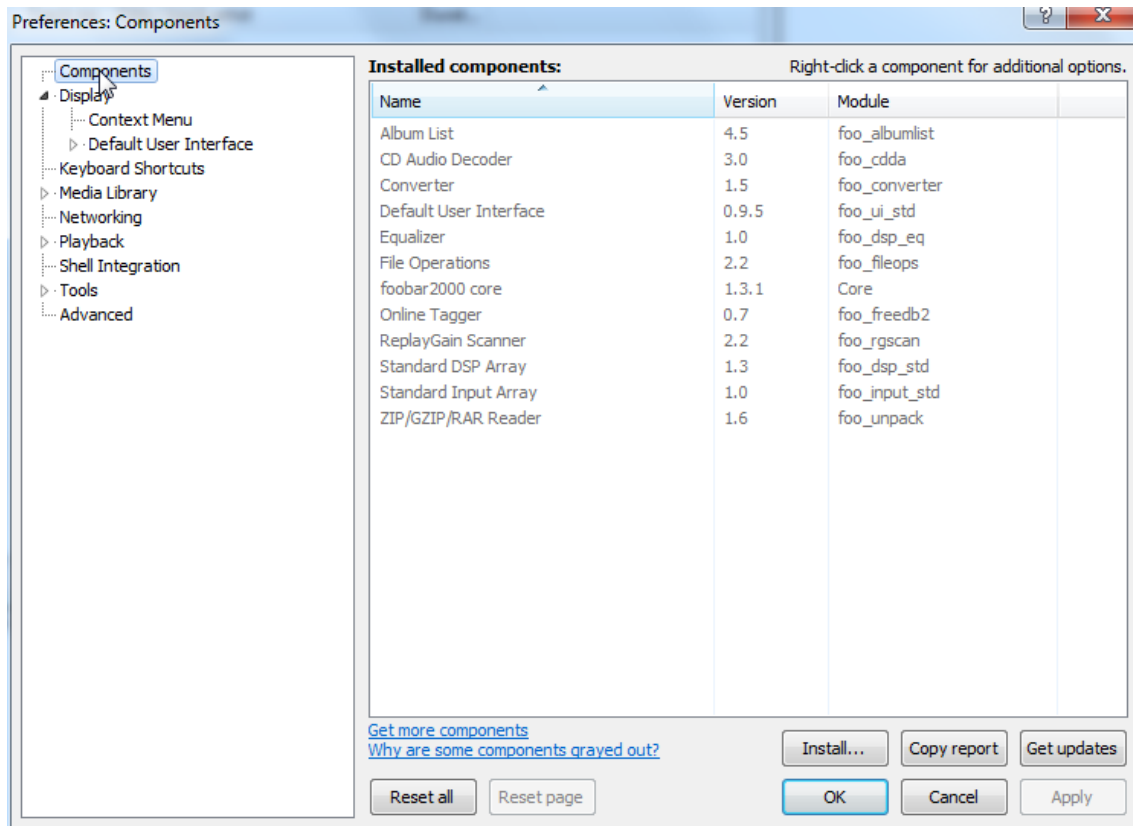 Preferences: Components
Components
Display
Context Menu
Default User Interface
Keyboard Shortcuts
Media Library
Networking
Playback
Shell Integration
Tools
Advanced
Installed components: Right-click a component for additional options.
Name Version Module
Album List 4.5 foo_albumlist
CD Audio Decoder 3.0 foo_cdda
Converter 1.5 foo_converter
Default User Interface 0.9.5 foo_ui_std
Equalizer 1.0 foo_dsp_eq
File Operations 2.2 foo_fileops
foobar2000 core 1.3.1 Core
Online Tagger 0.7 foo_freedb2
ReplayGain Scanner 2.2 foo_rgscan
Standard DSP Array 1.3 foo_dsp_std
Standard Input Array 1.0 foo_input_std
ZIP/GZIP/RAR Reader 1.6 foo_unpack
Get more components
Why are some components grayed out?
Install... Copy report Get updates
Reset all Reset page OK Cancel Apply